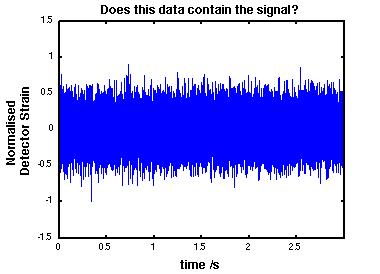 Does this data contain the signal?
1.5
1
0.5
0
-0.5
-1
-1.5
Normalised
Detector Strain
0 0.5 1 1.5 2 2.5
time /s